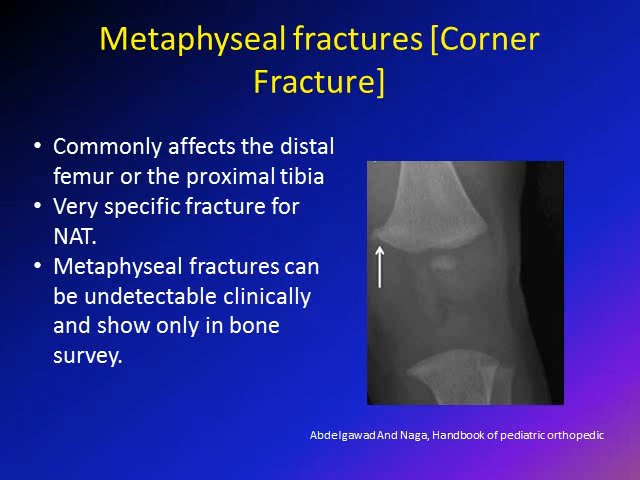 Metaphyseal fractures [Corner
Fracture]
• Commonly affects the distal
femur or the proximal tibia
• Very specific fracture for
NAT.
• Metaphyseal fractures can
be undetectable clinically
and show only in bone
survey.
Abdelgawad And Naga, Handbook of pediatric orthopedic